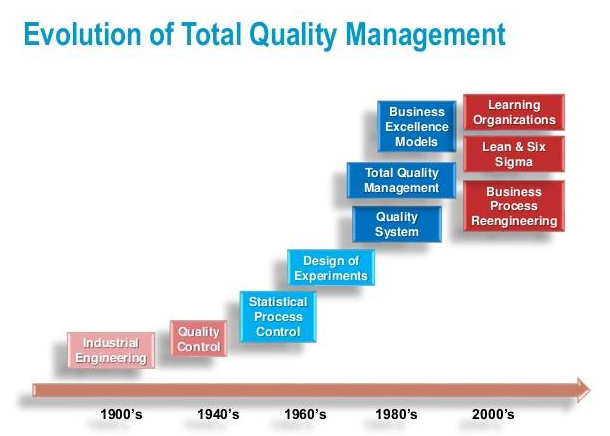 Evolution of Total Quality Management
Business
Excellence
Models
Learning
Organizations
Lean & Six
Sigma
Total Quality
Management
Business
Process
Reengineering
Quality
System
Design of
Experiments
Statistical
Process
Control
Quality
Control
Industrial
Engineering
1900's
1940's
1960's
1980's
2000's